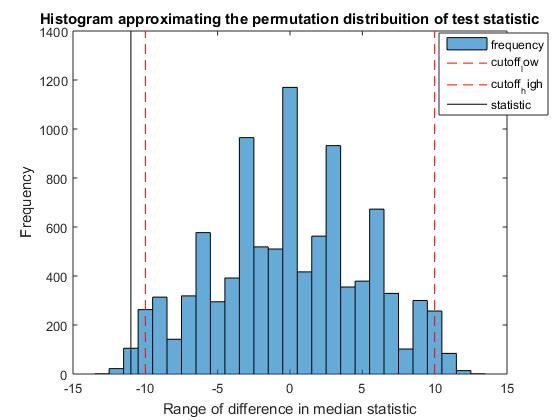 Histogram approximating the permutation distribuition of test statistic
1400
1200
1000
800
600
400
200
0
Frequency
-15 -10 -5 0 5 10 15
Range of difference in median statistic
frequency
cutoff_low
cutoff_high
statistic